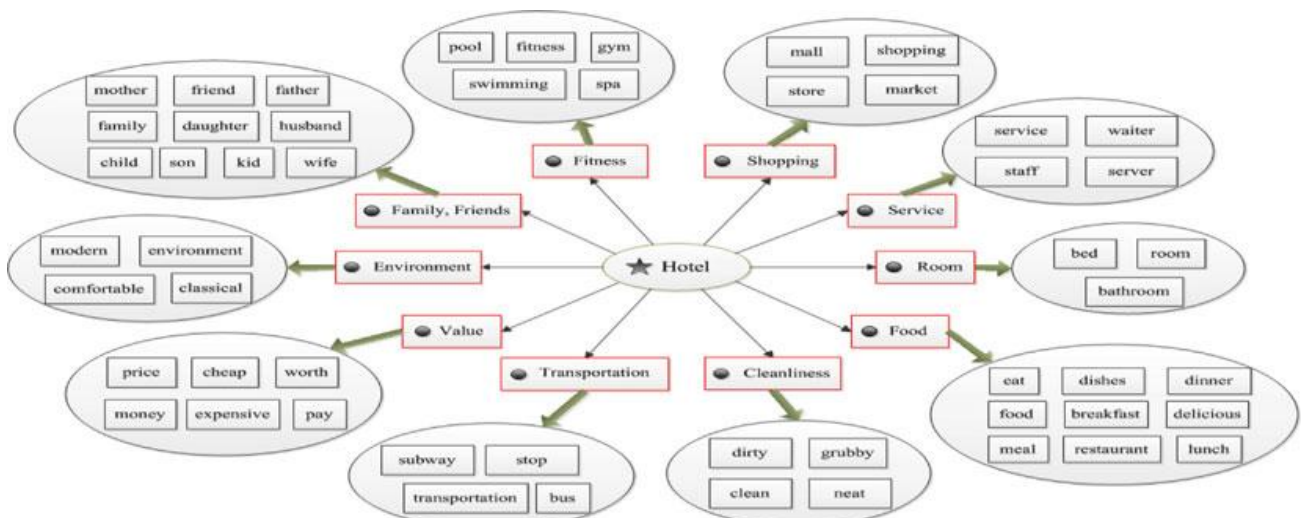 pool fitness gym
swimming spa
mall shopping
store market
mother friend father
family daughter husband
child son kid wife
service waiter
staff server
Fitness
Shopping
Family, Friends
Service
modern environment
comfortable classical
Environment
Hotel
Room
bed room
bathroom
Value
Food
price cheap worth
money expensive pay
Transportation
Cleanliness
eat dishes dinner
food breakfast delicious
meal restaurant lunch
subway stop
transportation bus
dirty grubby
clean neat